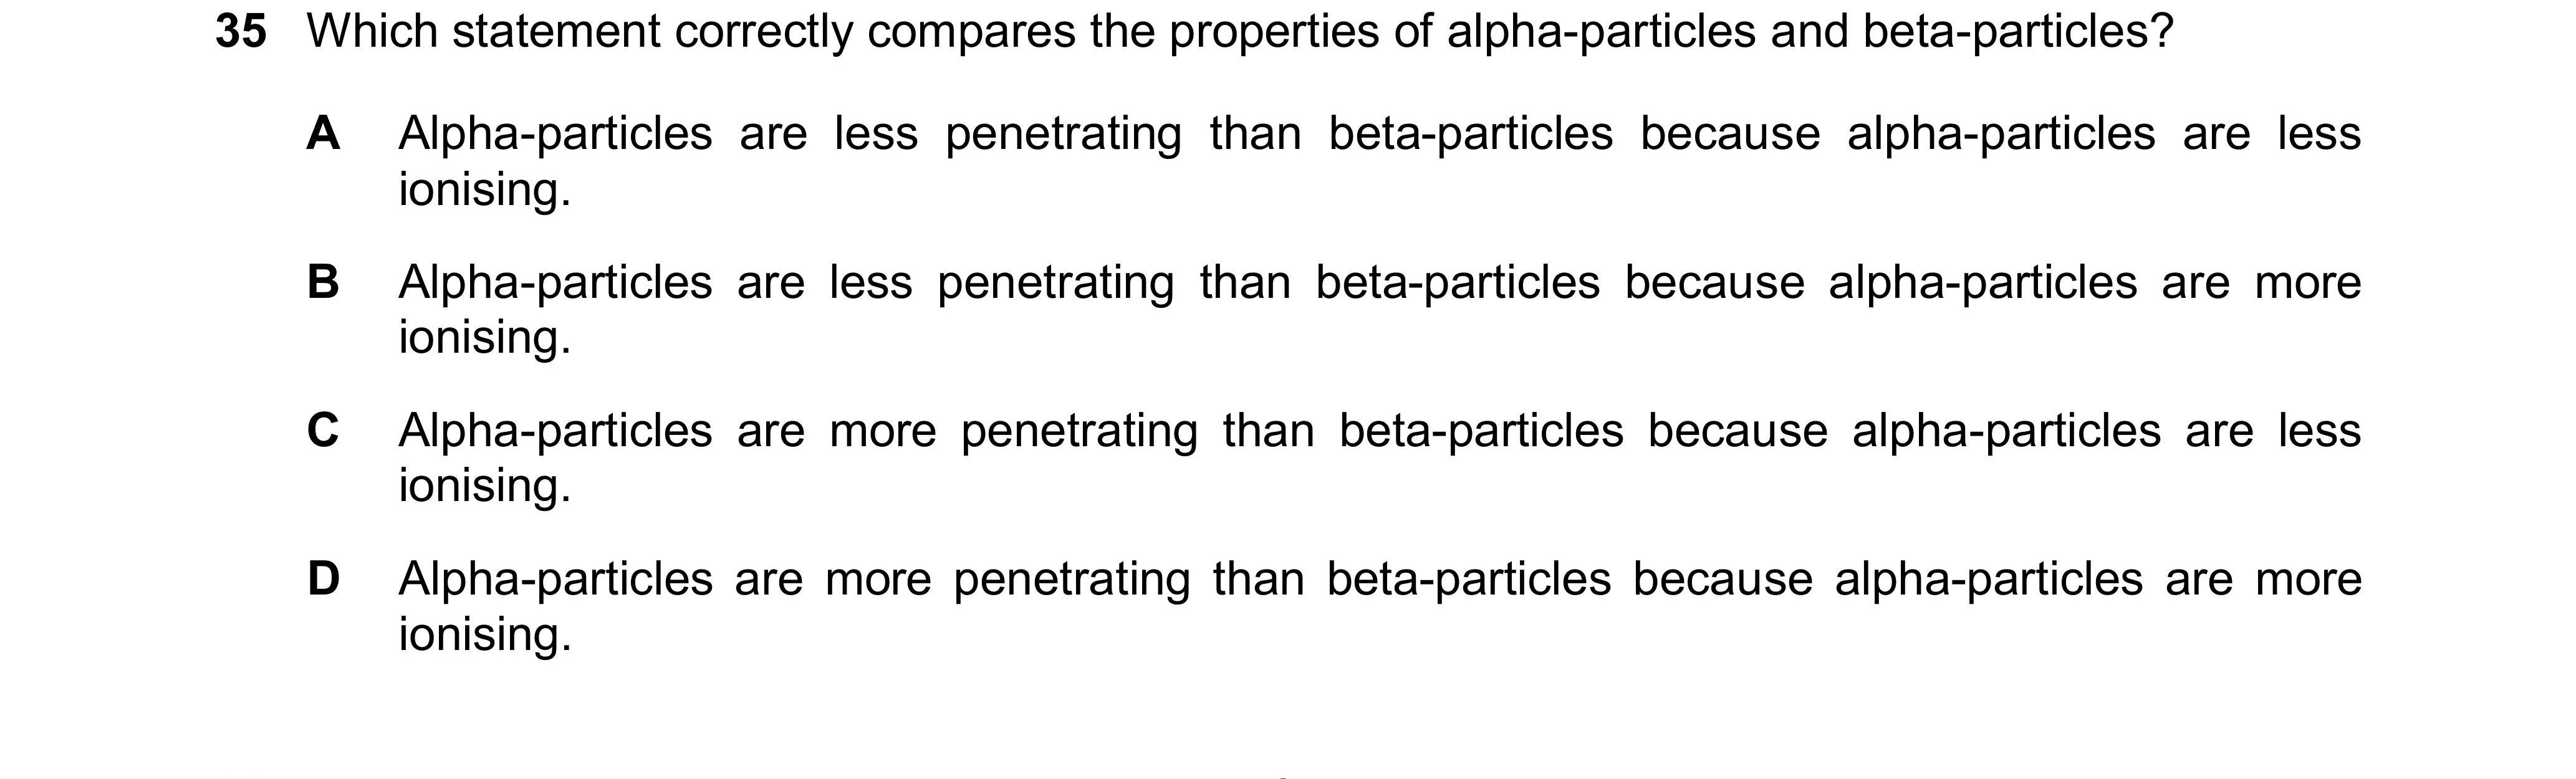 35 Which statement correctly compares the properties of alpha-particles and beta-particles?
A Alpha-particles are less penetrating than beta-particles because alpha-particles are less
ionising.
B Alpha-particles are less penetrating than beta-particles because alpha-particles are more
ionising.
C Alpha-particles are more penetrating than beta-particles because alpha-particles are less
ionising.
D Alpha-particles are more penetrating than beta-particles because alpha-particles are more
ionising.